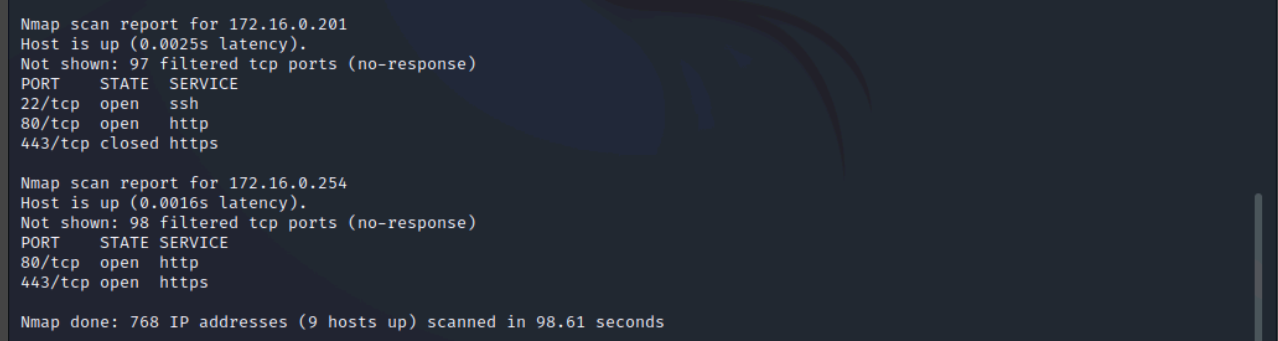 Nmap scan report for 172.16.0.201
Host is up (0.0025s latency).
Not shown: 97 filtered tcp ports (no-response)
PORT    STATE  SERVICE
22/tcp  open   ssh
80/tcp  open   http
443/tcp closed https
Nmap scan report for 172.16.0.254
Host is up (0.0016s latency).
Not shown: 98 filtered tcp ports (no-response)
PORT    STATE SERVICE
80/tcp  open  http
443/tcp open  https
Nmap done: 768 IP addresses (9 hosts up) scanned in 98.61 seconds